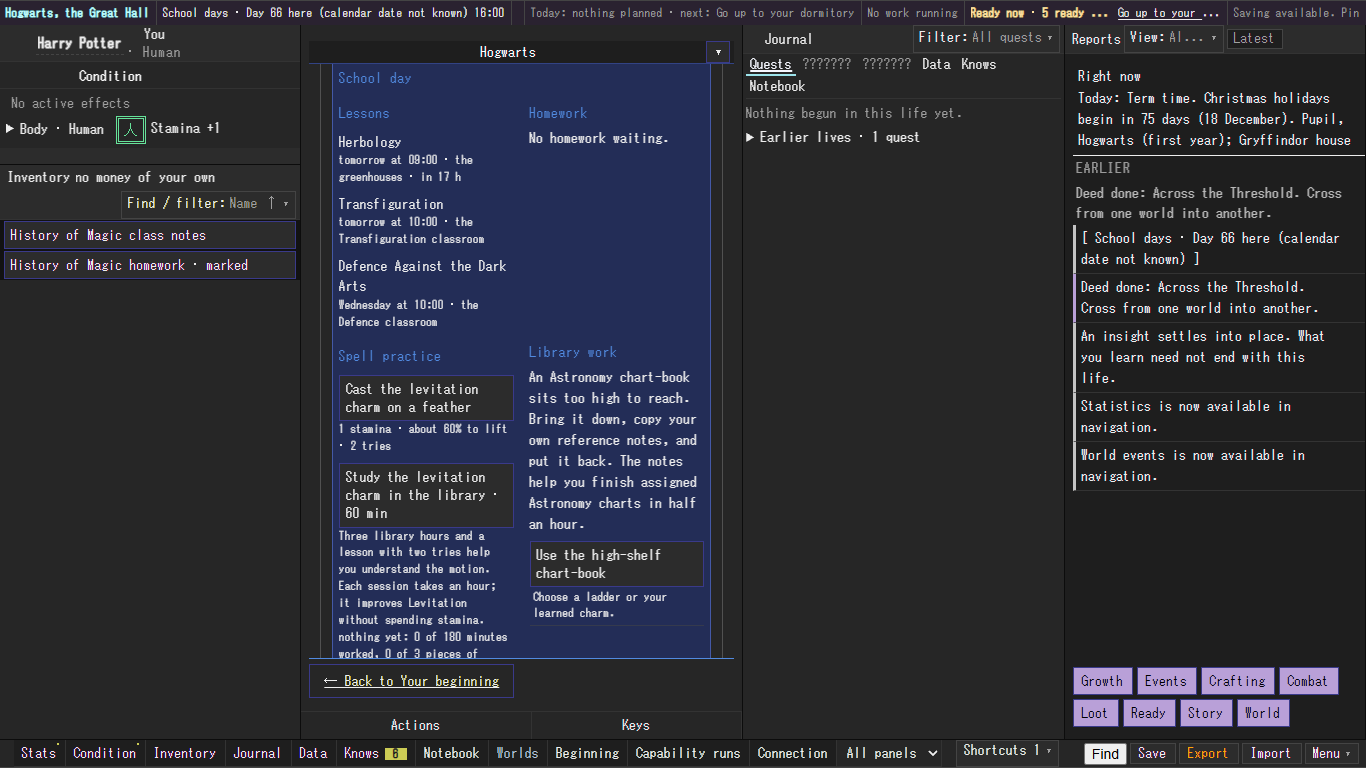 Hogwarts, the Great Hall
School days · Day 66 here (calendar date not known) 16:00
Today: nothing planned · next: Go up to your dormitory
No work running
Ready now · 5 ready ...
Go up to your ...
Saving available. Pin
Harry Potter ·
You
Human
Condition
No active effects
▶ Body · Human
人
Stamina +1
Inventory no money of your own
Find / filter: Name ↑ ▾
History of Magic class notes
History of Magic homework · marked
Hogwarts
▼
School day
Lessons
Herbology
tomorrow at 09:00 · the
greenhouses · in 17 h
Transfiguration
tomorrow at 10:00 · the
Transfiguration classroom
Defence Against the Dark
Arts
Wednesday at 10:00 · the
Defence classroom
Homework
No homework waiting.
Spell practice
Cast the levitation
charm on a feather
1 stamina · about 60% to lift
· 2 tries
Study the levitation
charm in the library ·
60 min
Three library hours and a
lesson with two tries help
you understand the motion.
Each session takes an hour;
it improves Levitation
without spending stamina.
nothing yet: 0 of 180 minutes
worked, 0 of 3 pieces of
Library work
An Astronomy chart-book
sits too high to reach.
Bring it down, copy your
own reference notes, and
put it back. The notes
help you finish assigned
Astronomy charts in half
an hour.
Use the high-shelf
chart-book
Choose a ladder or your
learned charm.
← Back to Your beginning
Actions
Keys
Journal
Filter: All quests ▾
Quests ??????? ??????? Data Knows
Notebook
Nothing begun in this life yet.
▶ Earlier lives · 1 quest
Reports
View: Al... ▾
Latest
Right now
Today: Term time. Christmas holidays
begin in 75 days (18 December). Pupil,
Hogwarts (first year); Gryffindor house
EARLIER
Deed done: Across the Threshold. Cross
from one world into another.
[ School days · Day 66 here (calendar
date not known) ]
Deed done: Across the Threshold.
Cross from one world into another.
An insight settles into place. What
you learn need not end with this
life.
Statistics is now available in
navigation.
World events is now available in
navigation.
Growth Events Crafting Combat
Loot Ready Story World
Stats Condition Inventory Journal Data Knows 6 Notebook Worlds Beginning Capability runs Connection All panels Shortcuts 1 ▾ Find Save Export Import Menu ▾